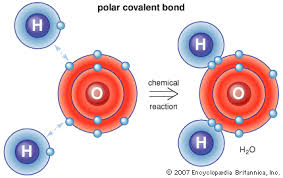 polar covalent bond
H
O
H
chemical
reaction
H
O
H
H₂O
© 2007 Encyclopædia Britannica, Inc.